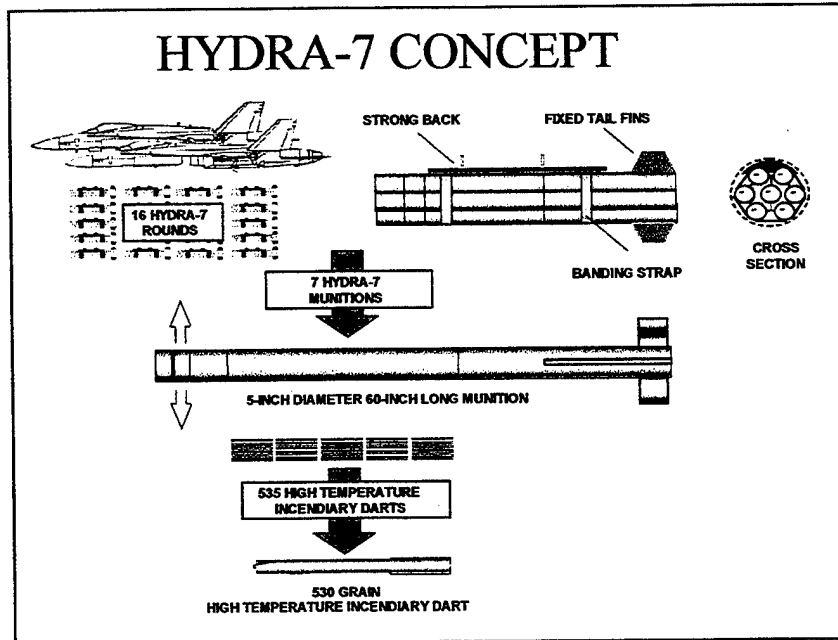 HYDRA-7 CONCEPT
STRONG BACK
FIXED TAIL FINS
16 HYDRA-7
ROUNDS
BANDING STRAP
CROSS
SECTION
7 HYDRA-7
MUNITIONS
5-INCH DIAMETER 60-INCH LONG MUNITION
535 HIGH TEMPERATURE
INCENDIARY DARTS
530 GRAIN
HIGH TEMPERATURE INCENDIARY DART